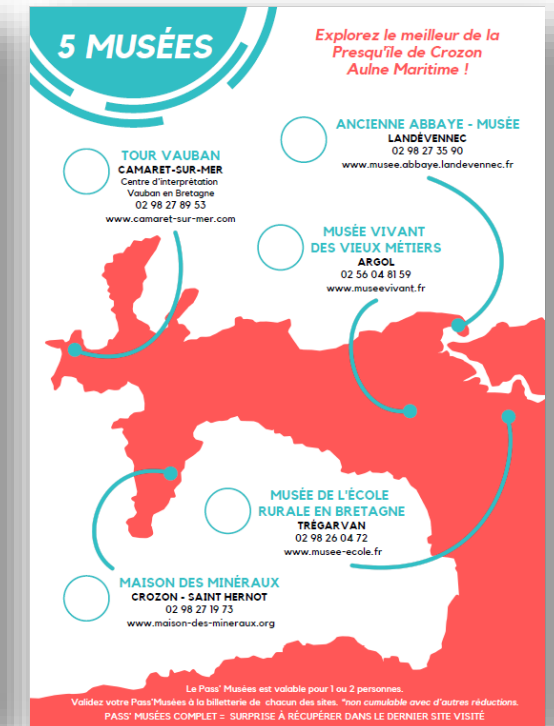 5 MUSÉES
Explorez le meilleur de la
Presqu'île de Crozon
Aulne Maritime !
ANCIENNE ABBAYE - MUSÉE
LANDÉVENNEC
02 98 27 35 90
www.musee.abbaye.landevennec.fr
TOUR VAUBAN
CAMARET-SUR-MER
Centre d'interprétation
Vauban en Bretagne
02 98 27 89 53
www.camaret-sur-mer.com
MUSÉE VIVANT
DES VIEUX MÉTIERS
ARGOL
02 56 04 81 59
www.museevivant.fr
MUSÉE DE L'ÉCOLE
RURALE EN BRETAGNE
TRÉGARVAN
02 98 26 04 72
www.musee-ecole.fr
MAISON DES MINÉRAUX
CROZON - SAINT HERNOT
02 98 27 19 73
www.maison-des-mineraux.org
Le Pass' Musées est valable pour 1 ou 2 personnes.
Validez votre Pass'Musées à la billetterie de chacun des sites. *non cumulable avec d'autres réductions.
PASS' MUSÉES COMPLET = SURPRISE À RÉCUPÉRER DANS LE DERNIER SITE VISITÉ